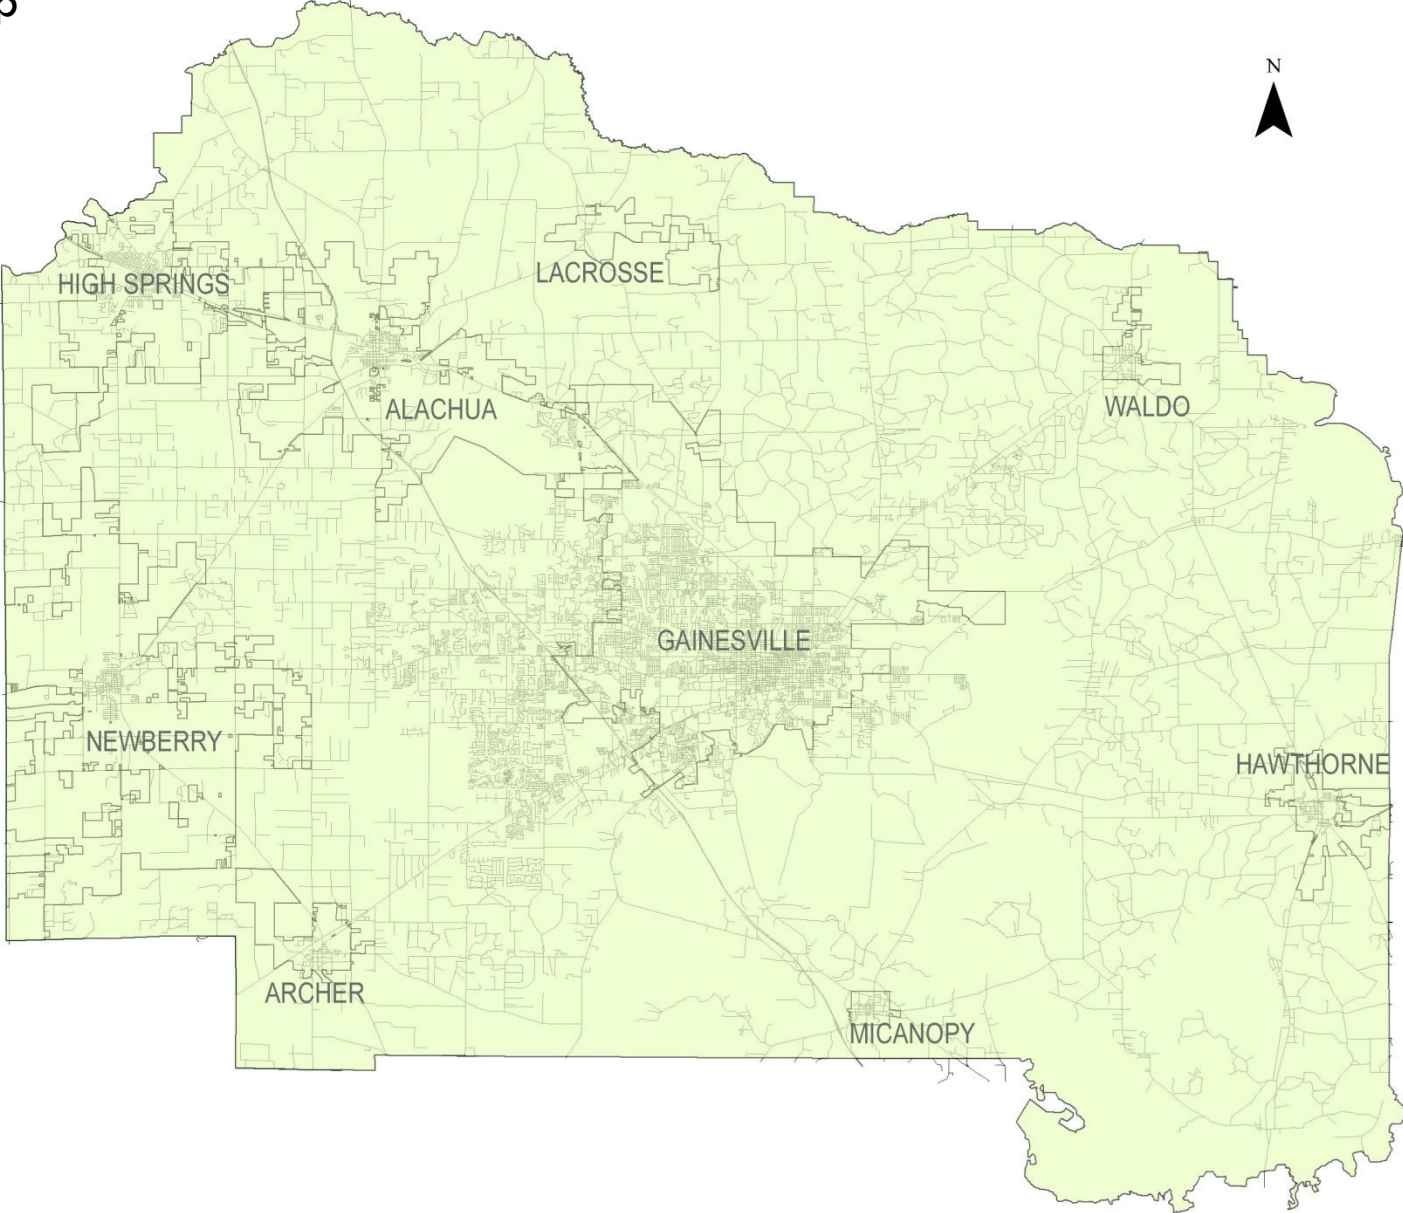 N
HIGH SPRINGS
LACROSSE
ALACHUA
WALDO
GAINESVILLE
NEWBERRY
HAWTHORNE
ARCHER
MICANOPY